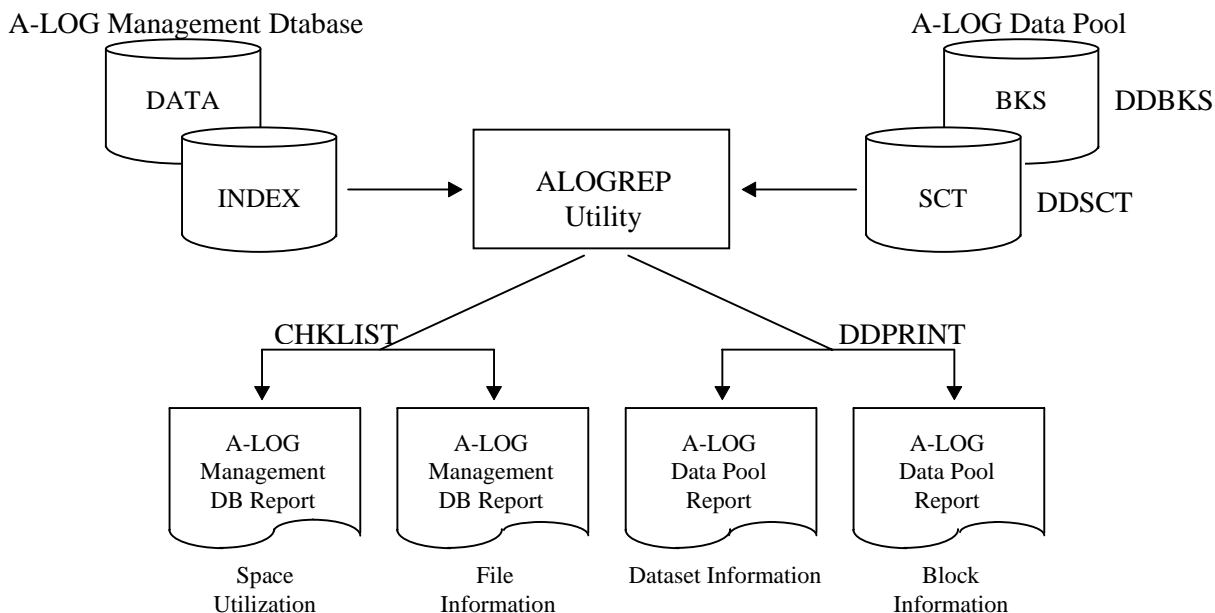 A-LOG Management Dtabase
A-LOG Data Pool
DATA
BKS
DDBKS
INDEX
ALOGREP
Utility
SCT
DDSCT
CHKLIST
DDPRINT
A-LOG
Management
DB Report
A-LOG
Management
DB Report
A-LOG
Data Pool
Report
A-LOG
Data Pool
Report
Space
Utilization
File
Information
Dataset Information
Block
Information